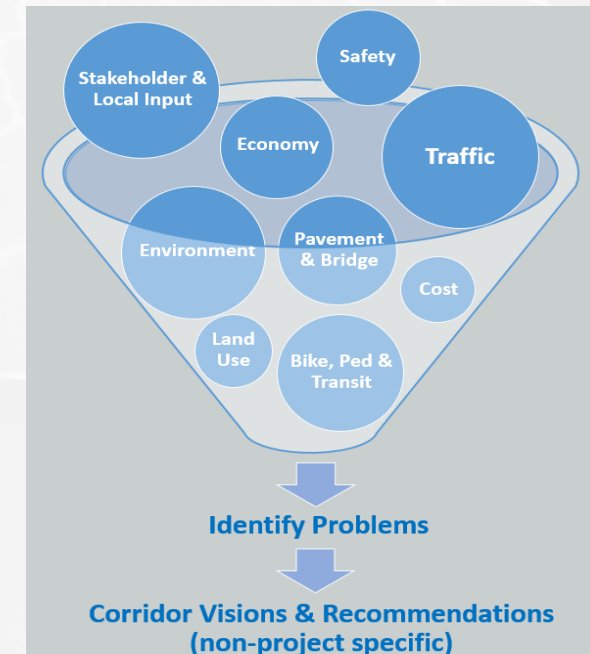 Safety
Stakeholder &
Local Input
Economy
Traffic
Environment
Pavement
& Bridge
Cost
Land
Use
Bike, Ped &
Transit
Identify Problems
Corridor Visions & Recommendations
(non-project specific)